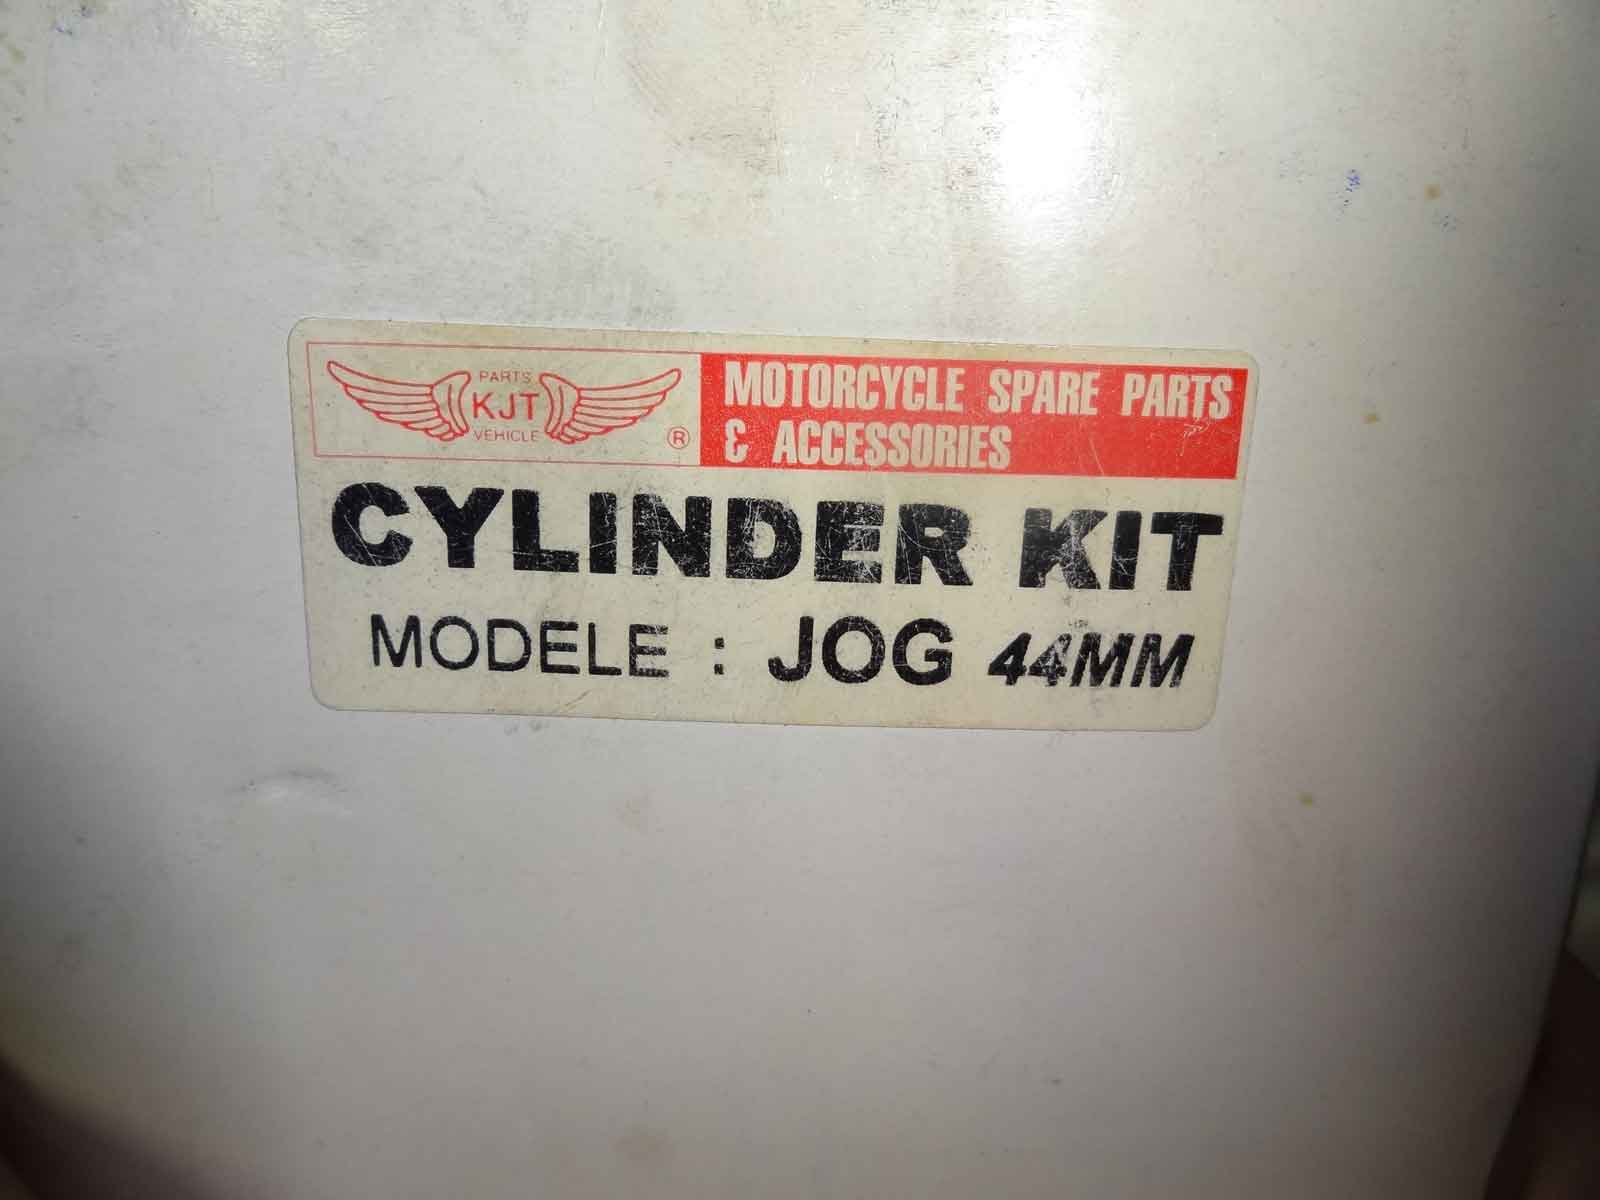 PARTS
KJT
VEHICLE
®
MOTORCYCLE SPARE PARTS
& ACCESSORIES
CYLINDER KIT
MODELE : JOG 44MM